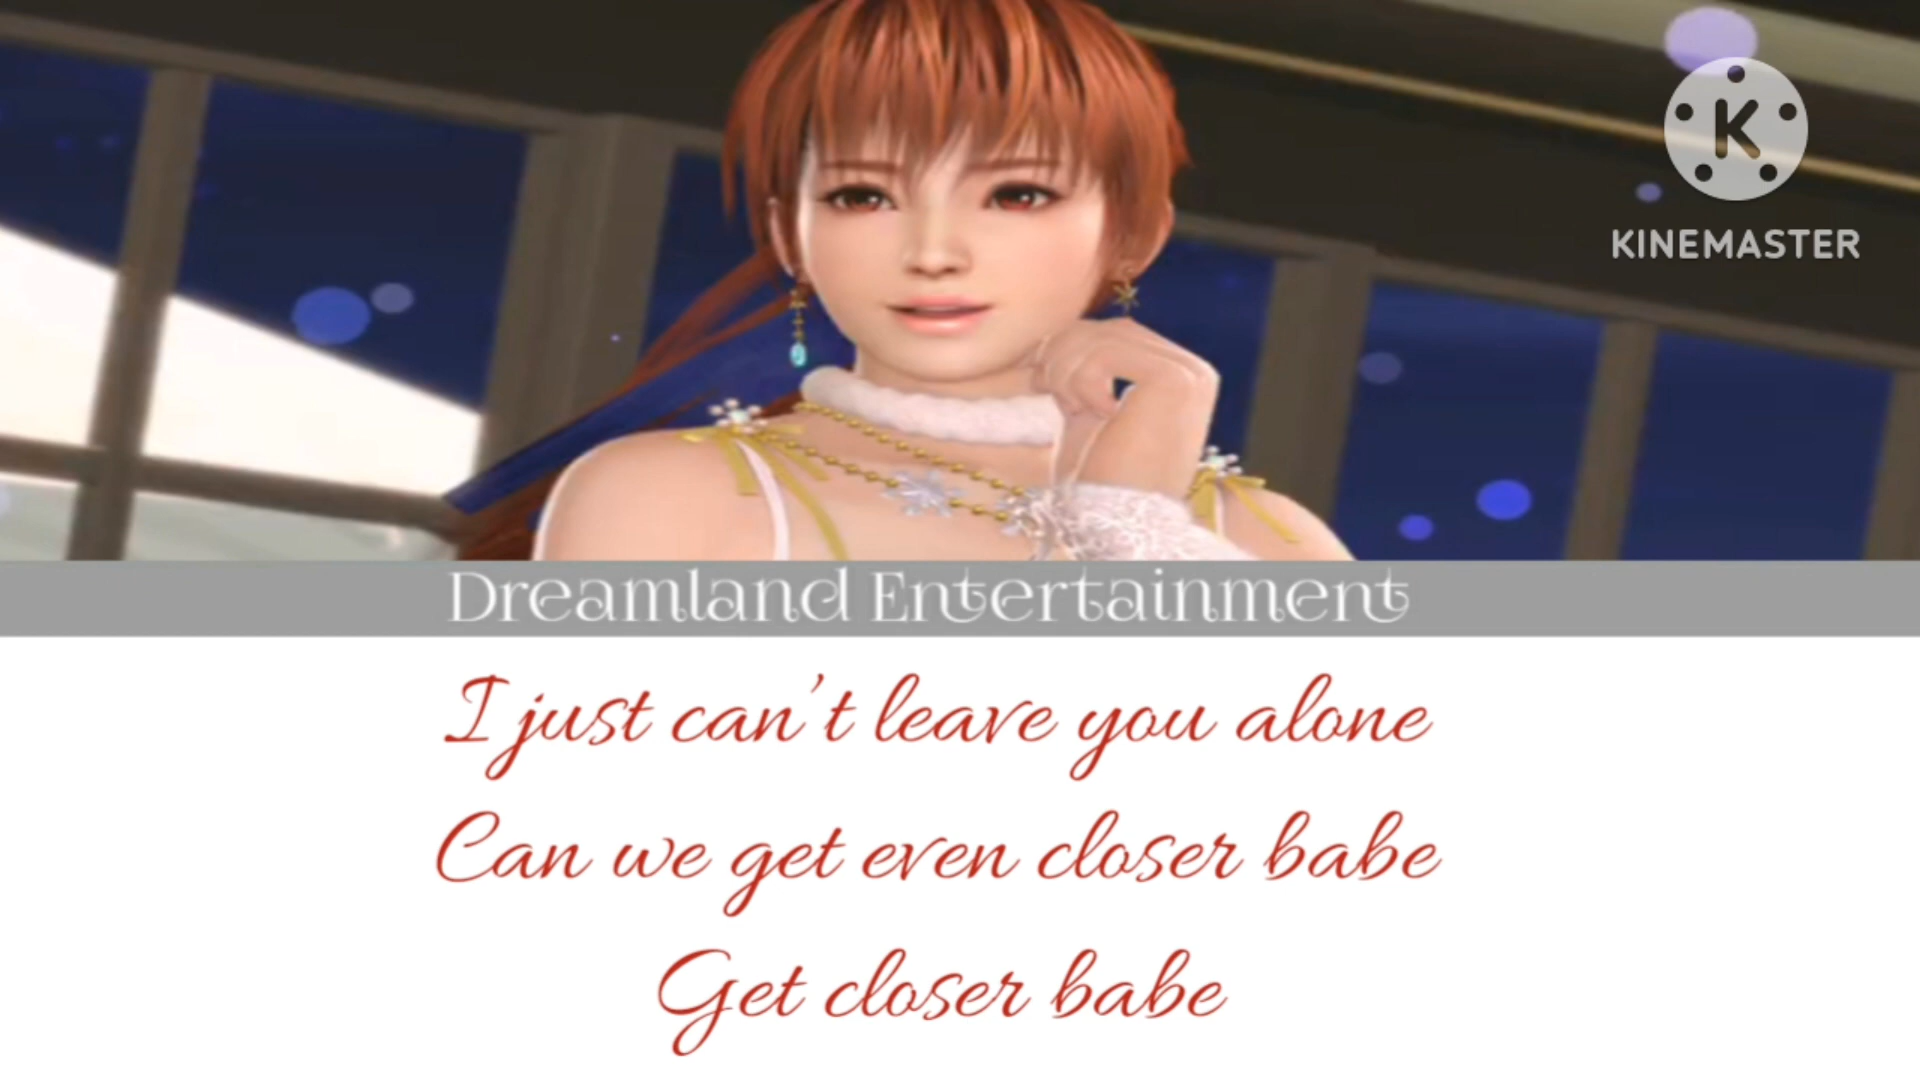 K
KINEMASTER
Dreamland Entertainment
I just can't leave you alone
Can we get even closer babe
Get closer babe